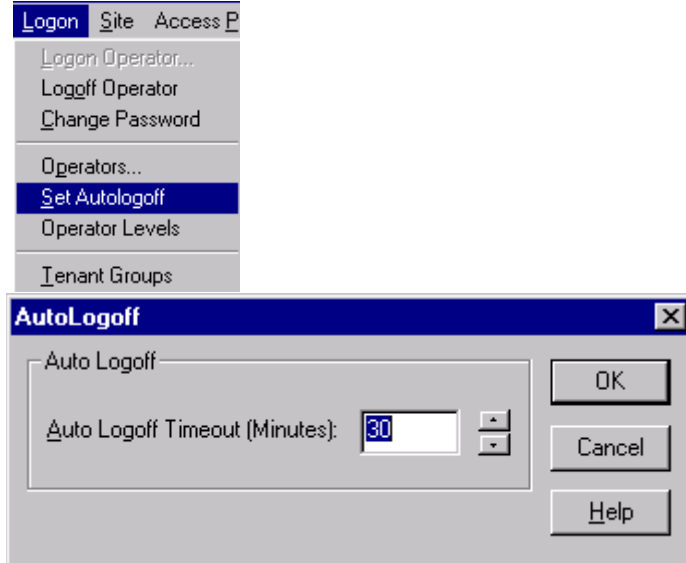 Logon Site Access P
Logon Operator...
Logoff Operator
Change Password
Operators...
Set Autologoff
Operator Levels
Tenant Groups
AutoLogoff
Auto Logoff
OK
Auto Logoff Timeout (Minutes): 30
Cancel
Help